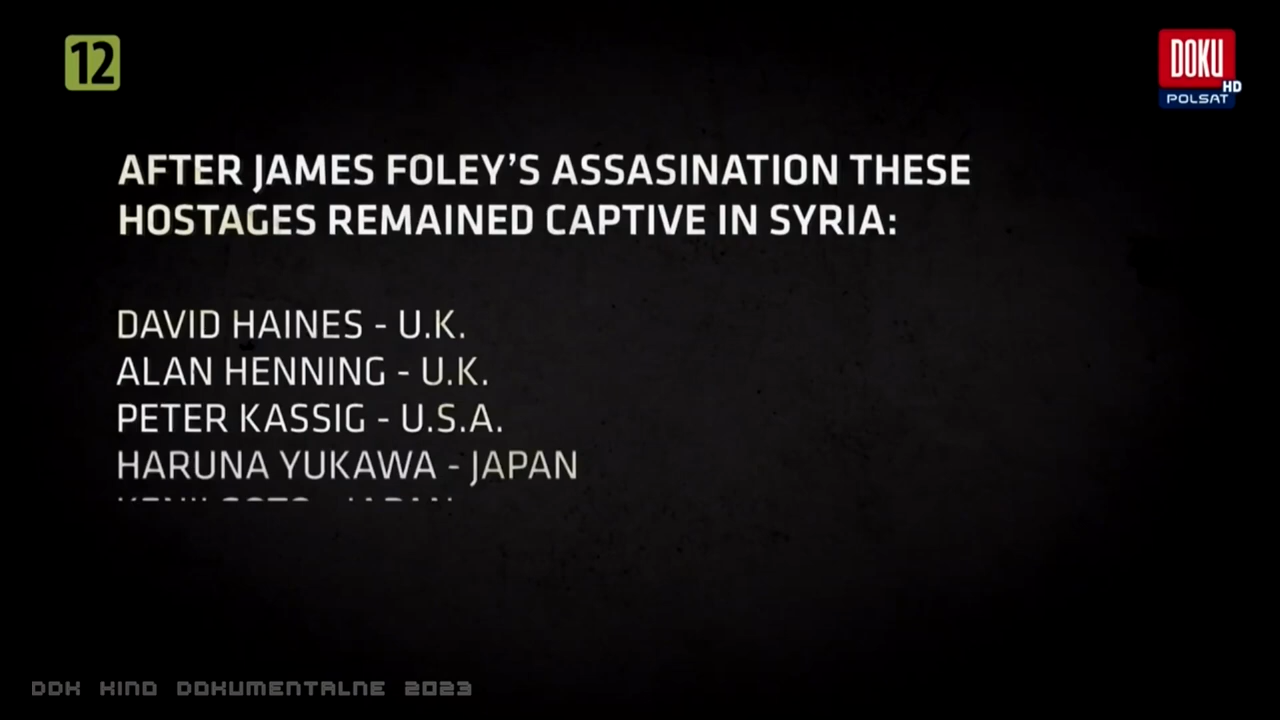 12
DOKU
HD
POLSAT
AFTER JAMES FOLEY'S ASSASINATION THESE
HOSTAGES REMAINED CAPTIVE IN SYRIA:
DAVID HAINES - U.K.
ALAN HENNING - U.K.
PETER KASSIG - U.S.A.
HARUNA YUKAWA - JAPAN
DDK KINO DOKUMENTALNE 2023